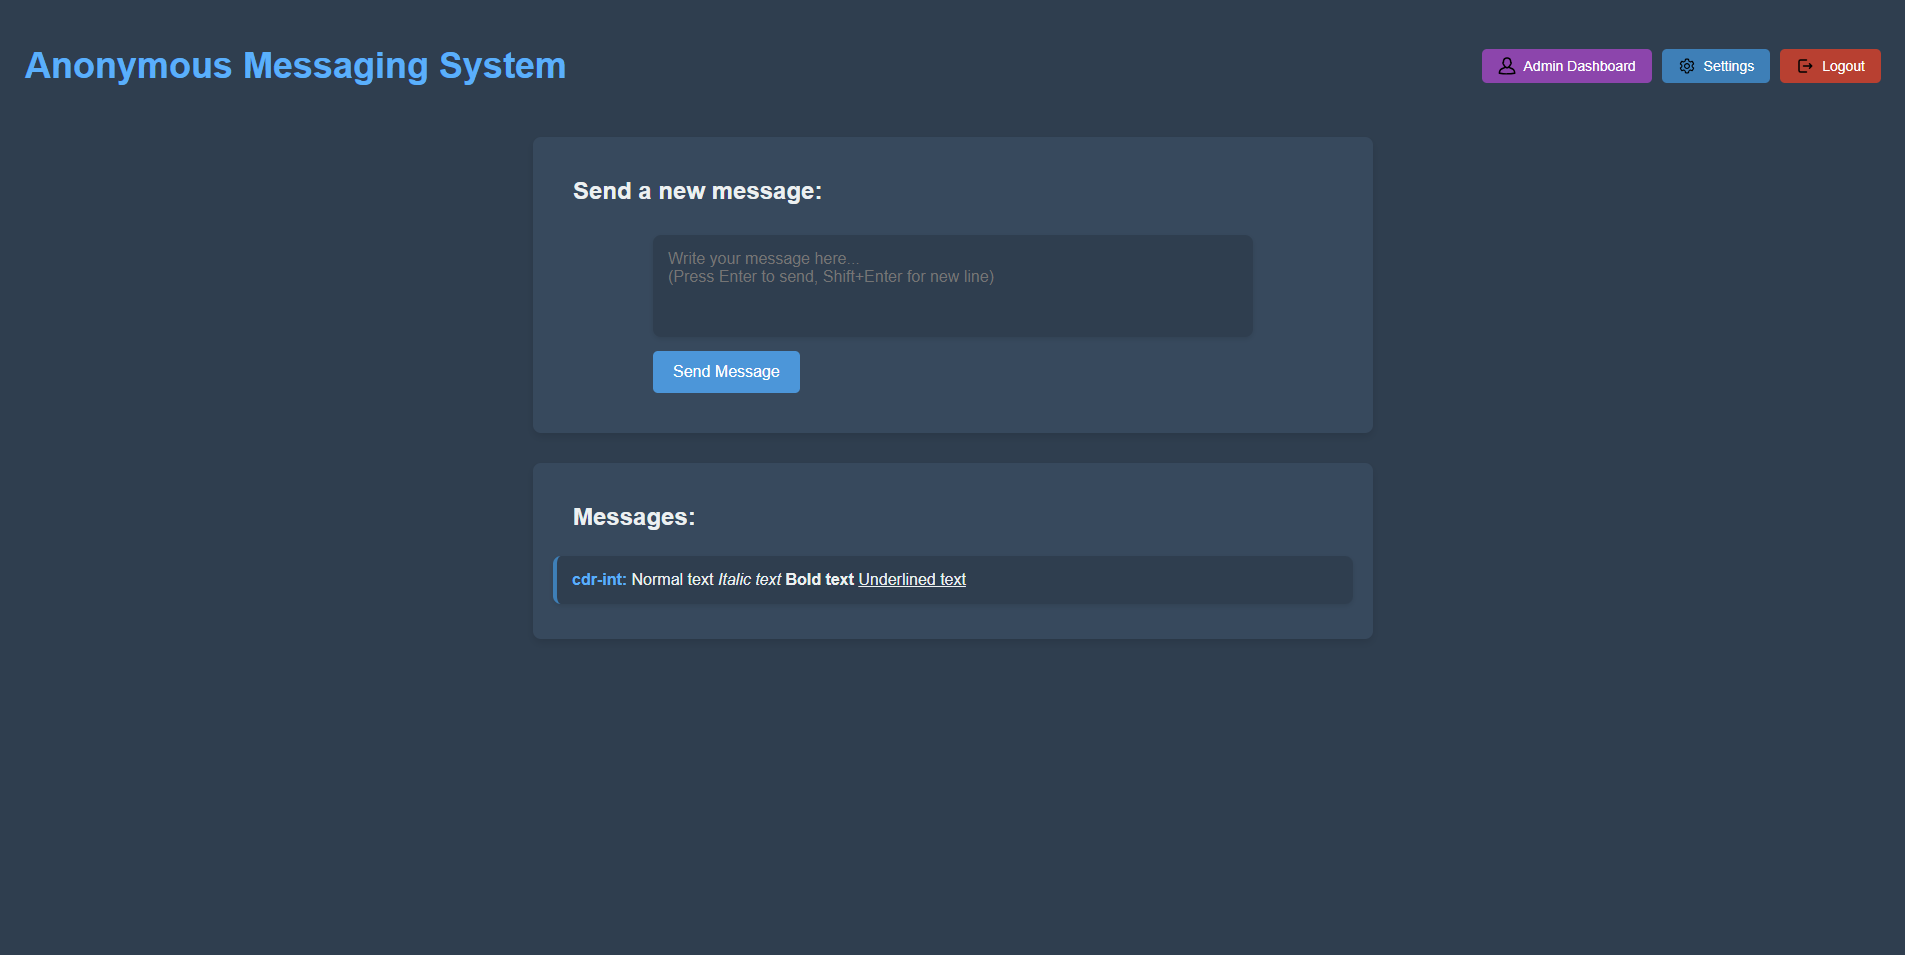 Anonymous Messaging System
Admin Dashboard
Settings
Logout
Send a new message:
Write your message here...
(Press Enter to send, Shift+Enter for new line)
Send Message
Messages:
cdr-int: Normal text Italic text Bold text Underlined text